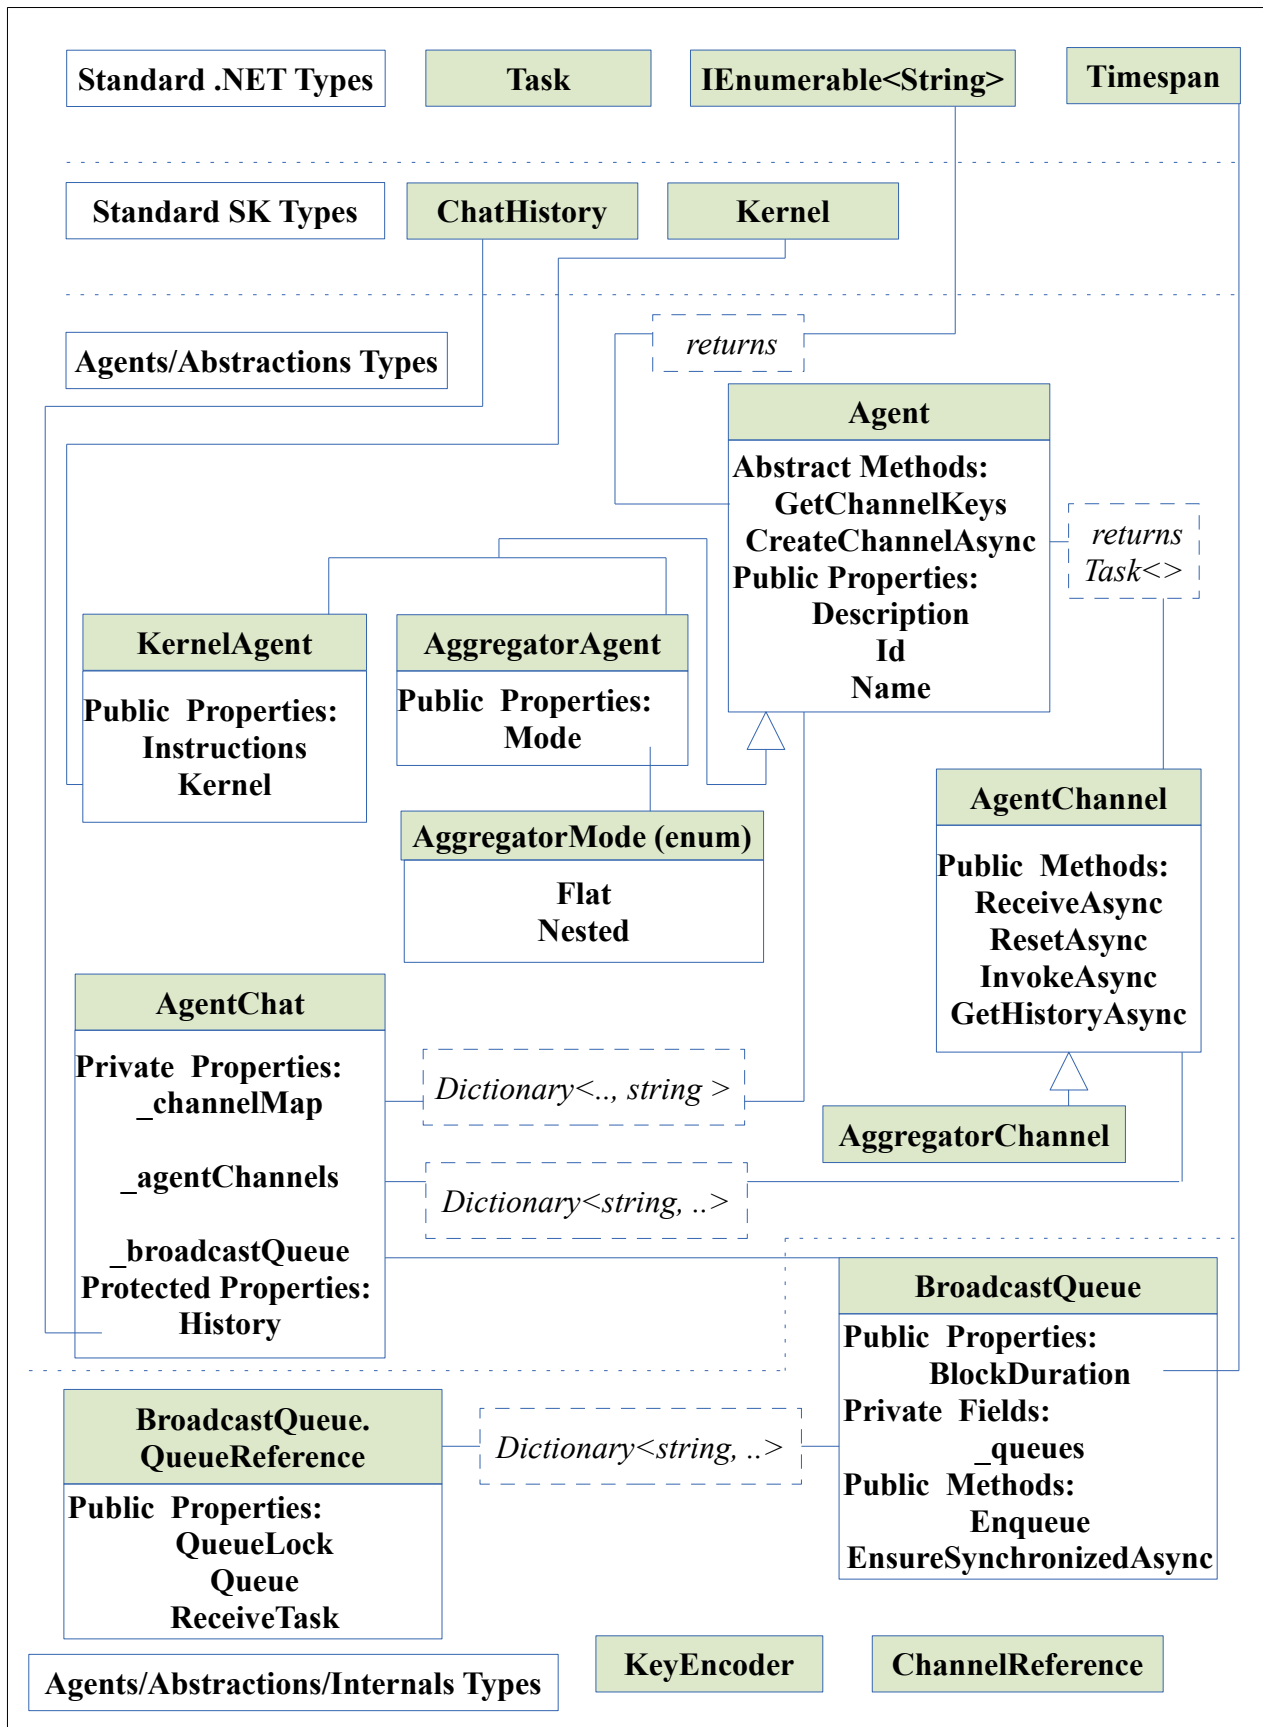 Standard .NET Types
Task
IEnumerable<String>
Timespan
Standard SK Types
ChatHistory
Kernel
Agents/Abstractions Types
returns
Agent
Abstract Methods:
GetChannelKeys
CreateChannelAsync
Public Properties:
Description
Id
Name
returns
Task<>
KernelAgent
Public  Properties:
Instructions
Kernel
AggregatorAgent
Public  Properties:
Mode
AggregatorMode (enum)
Flat
Nested
AgentChannel
Public  Methods:
ReceiveAsync
ResetAsync
InvokeAsync
GetHistoryAsync
AggregatorChannel
AgentChat
Private  Properties:
_channelMap
_agentChannels
_broadcastQueue
Protected Properties:
History
Dictionary<.., string >
Dictionary<string, ..>
BroadcastQueue
Public  Properties:
BlockDuration
Private  Fields:
_queues
Public  Methods:
Enqueue
EnsureSynchronizedAsync
BroadcastQueue.
QueueReference
Public  Properties:
QueueLock
Queue
ReceiveTask
Dictionary<string, ..>
Agents/Abstractions/Internals Types
KeyEncoder
ChannelReference